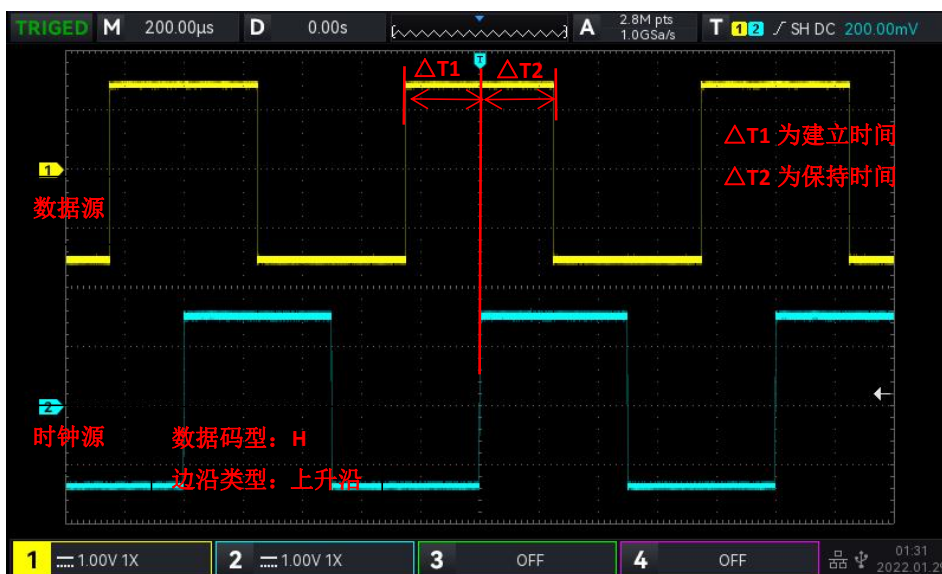 TRIGED M 200.00μs D 0.00s A 2.8M pts 1.0GSa/s T 1 2 SH DC 200.00mV
T
△T1 △T2
△T1 为建立时间
1
△T2 为保持时间
数据源
2
时钟源 数据码型：H
边沿类型：上升沿
1 1.00V 1X 2 1.00V 1X 3 OFF 4 OFF 01:31